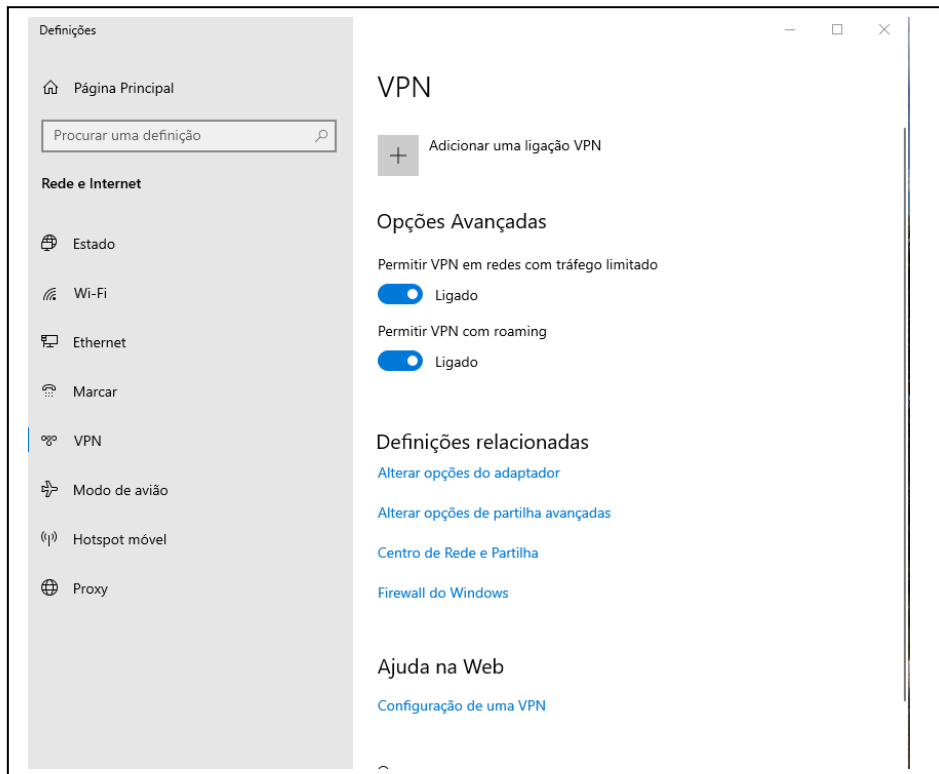 Definições
Página Principal
Procurar uma definição
Rede e Internet
Estado
Wi-Fi
Ethernet
Marcar
VPN
Modo de avião
Hotspot móvel
Proxy
VPN
Adicionar uma ligação VPN
Opções Avançadas
Permitir VPN em redes com tráfego limitado
Ligado
Permitir VPN com roaming
Ligado
Definições relacionadas
Alterar opções do adaptador
Alterar opções de partilha avançadas
Centro de Rede e Partilha
Firewall do Windows
Ajuda na Web
Configuração de uma VPN